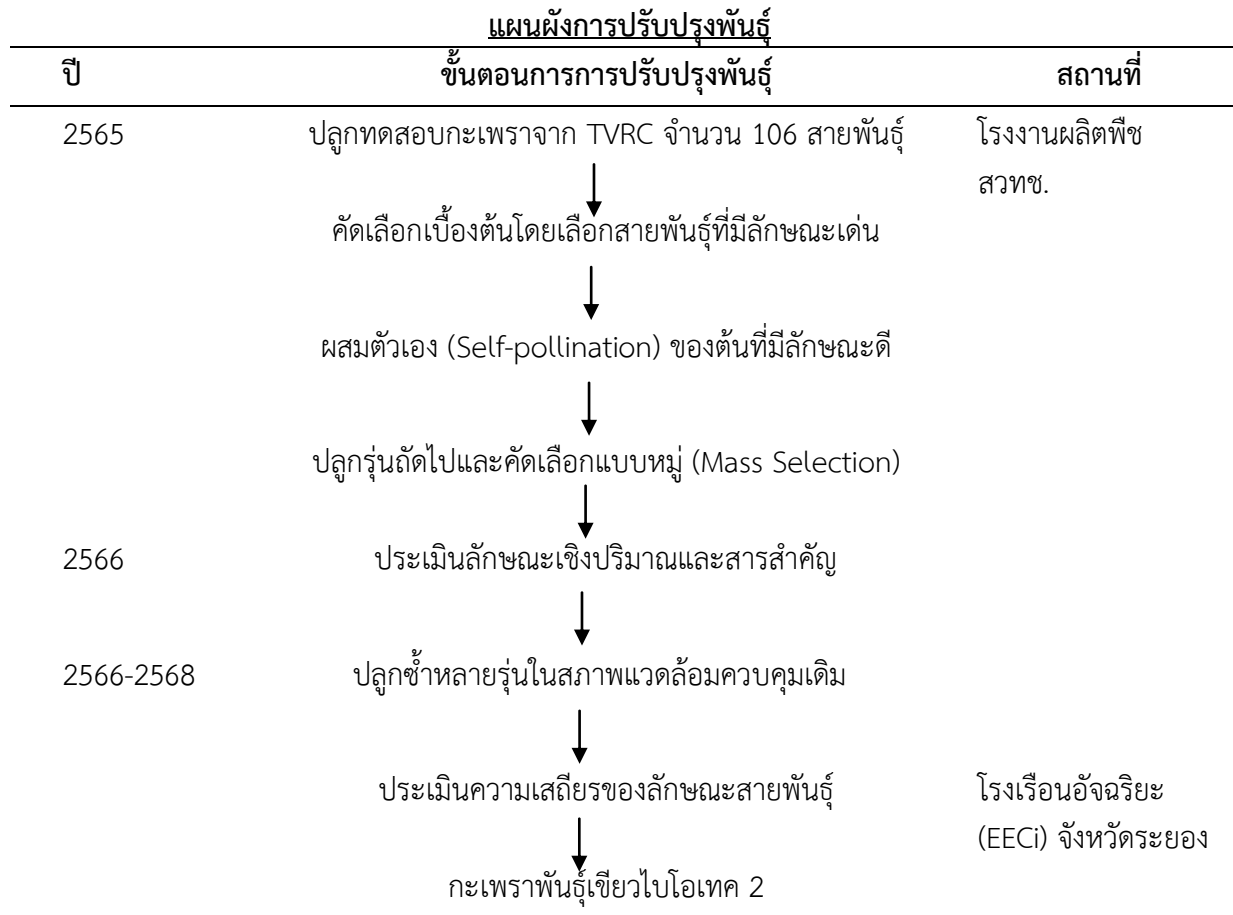 แผนผังการปรับปรุงพันธุ์
ปี ขั้นตอนการการปรับปรุงพันธุ์ สถานที่
2565 ปลูกทดสอบกะเพราจาก TVRC จำนวน 106 สายพันธุ์ โรงงานผลิตพืช
สวทช.
คัดเลือกเบื้องต้นโดยเลือกสายพันธุ์ที่มีลักษณะเด่น
ผสมตัวเอง (Self-pollination) ของต้นที่มีลักษณะดี
ปลูกรุ่นถัดไปและคัดเลือกแบบหมู่ (Mass Selection)
2566 ประเมินลักษณะเชิงปริมาณและสารสำคัญ
2566-2568 ปลูกซ้ำหลายรุ่นในสภาพแวดล้อมควบคุมเดิม
ประเมินความเสถียรของลักษณะสายพันธุ์ โรงเรือนอัจฉริยะ
(EECi) จังหวัดระยอง
กะเพราพันธุ์เขียวไบโอเทค 2